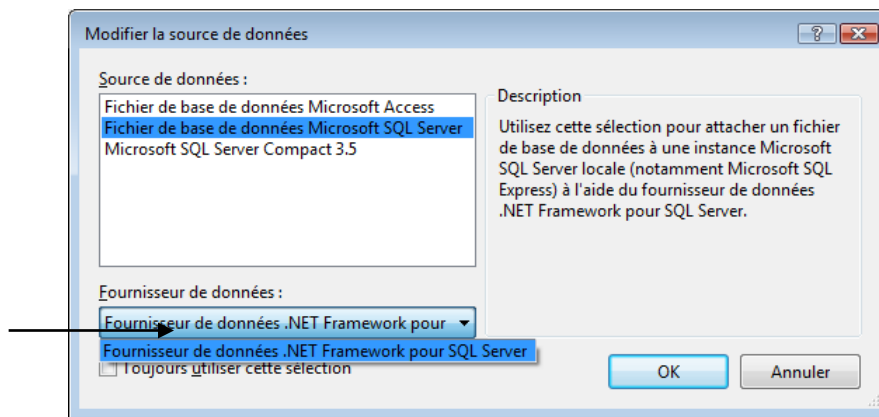 Modifier la source de données
Source de données :
Fichier de base de données Microsoft Access
Fichier de base de données Microsoft SQL Server
Microsoft SQL Server Compact 3.5
Description
Utilisez cette sélection pour attacher un fichier
de base de données à une instance Microsoft
SQL Server locale (notamment Microsoft SQL
Express) à l'aide du fournisseur de données
.NET Framework pour SQL Server.
Fournisseur de données :
Fournisseur de données .NET Framework pour
Fournisseur de données .NET Framework pour SQL Server
Toujours utiliser cette sélection
OK
Annuler